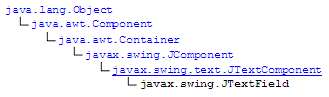 java.lang.Object
java.awt.Component
java.awt.Container
javax.swing.JComponent
javax.swing.text.JTextComponent
javax.swing.JTextField